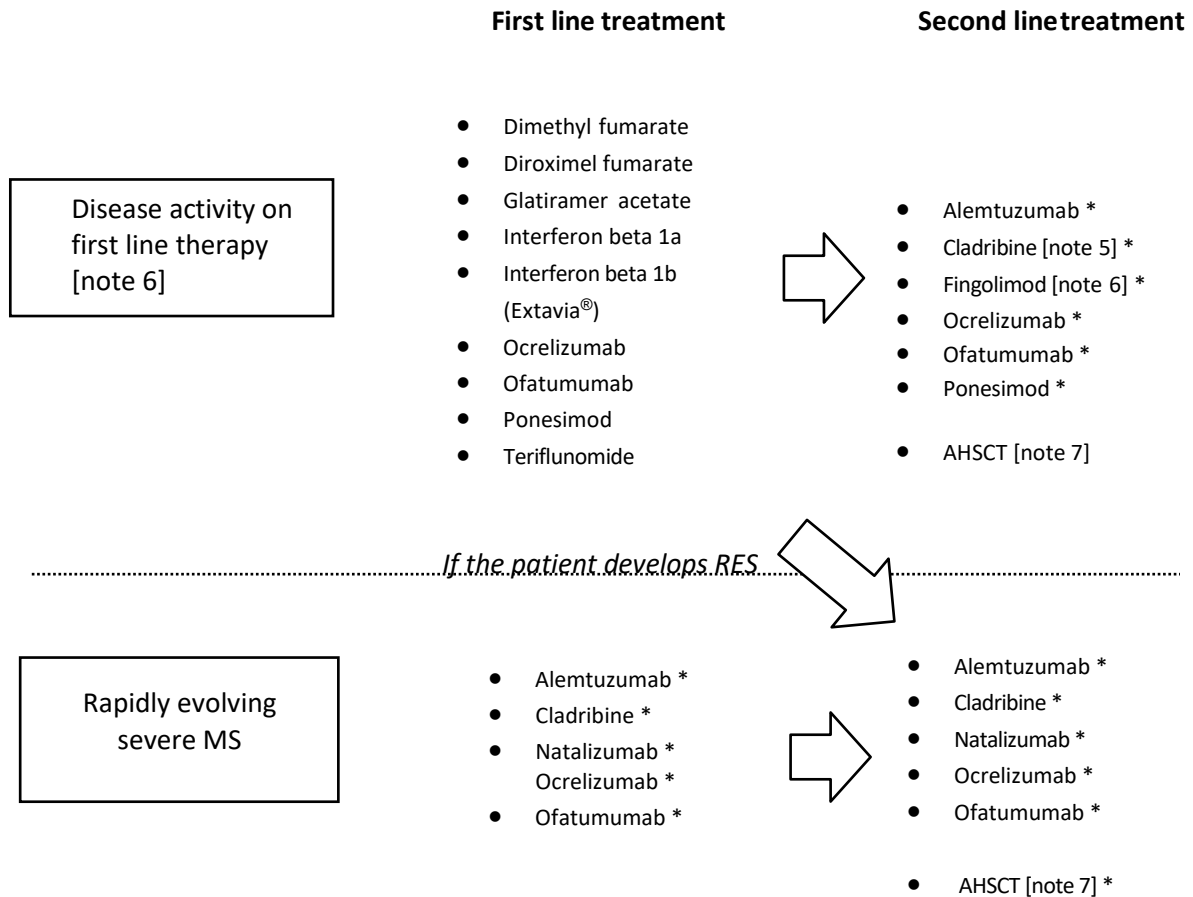 First line treatment
Second linetreatment
Disease activity on
first line therapy
[note 6]
● Dimethyl fumarate
● Diroximel fumarate
● Glatiramer acetate
● Interferon beta 1a
● Interferon beta 1b
(Extavia®)
● Ocrelizumab
● Ofatumumab
● Ponesimod
● Teriflunomide
● Alemtuzumab *
● Cladribine [note 5] *
● Fingolimod [note 6] *
● Ocrelizumab *
● Ofatumumab *
● Ponesimod *
● AHSCT [note 7]
If the patient develops RES
Rapidly evolving
severe MS
● Alemtuzumab *
● Cladribine *
● Natalizumab *
Ocrelizumab *
● Ofatumumab *
● Alemtuzumab *
● Cladribine *
● Natalizumab *
● Ocrelizumab *
● Ofatumumab *
● AHSCT [note 7] *